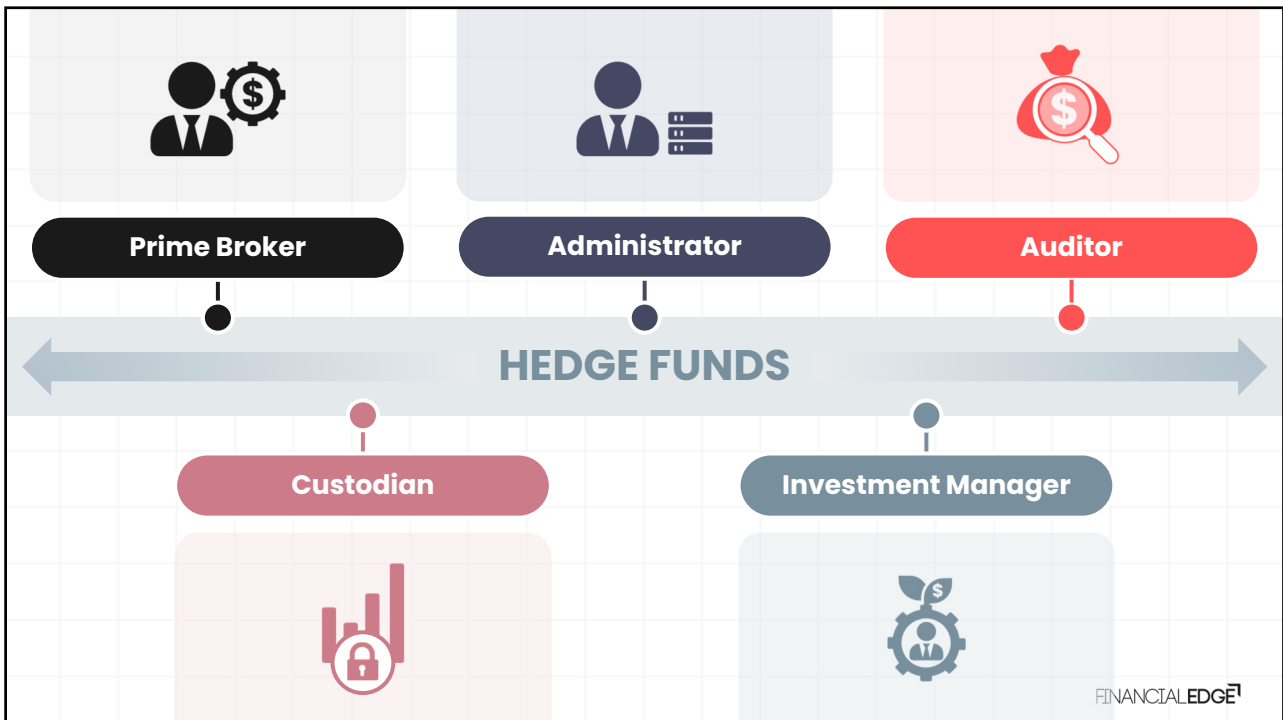 $
$
Prime Broker
Administrator
Auditor
HEDGE FUNDS
Custodian
Investment Manager
$
FINANCIALEDGE